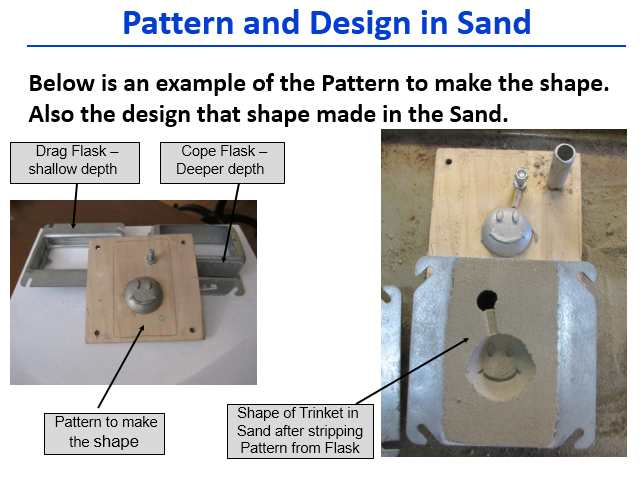 Pattern and Design in Sand
Below is an example of the Pattern to make the shape.
Also the design that shape made in the Sand.
Drag Flask –
shallow depth
Cope Flask –
Deeper depth
Pattern to make
the shape
Shape of Trinket in
Sand after stripping
Pattern from Flask